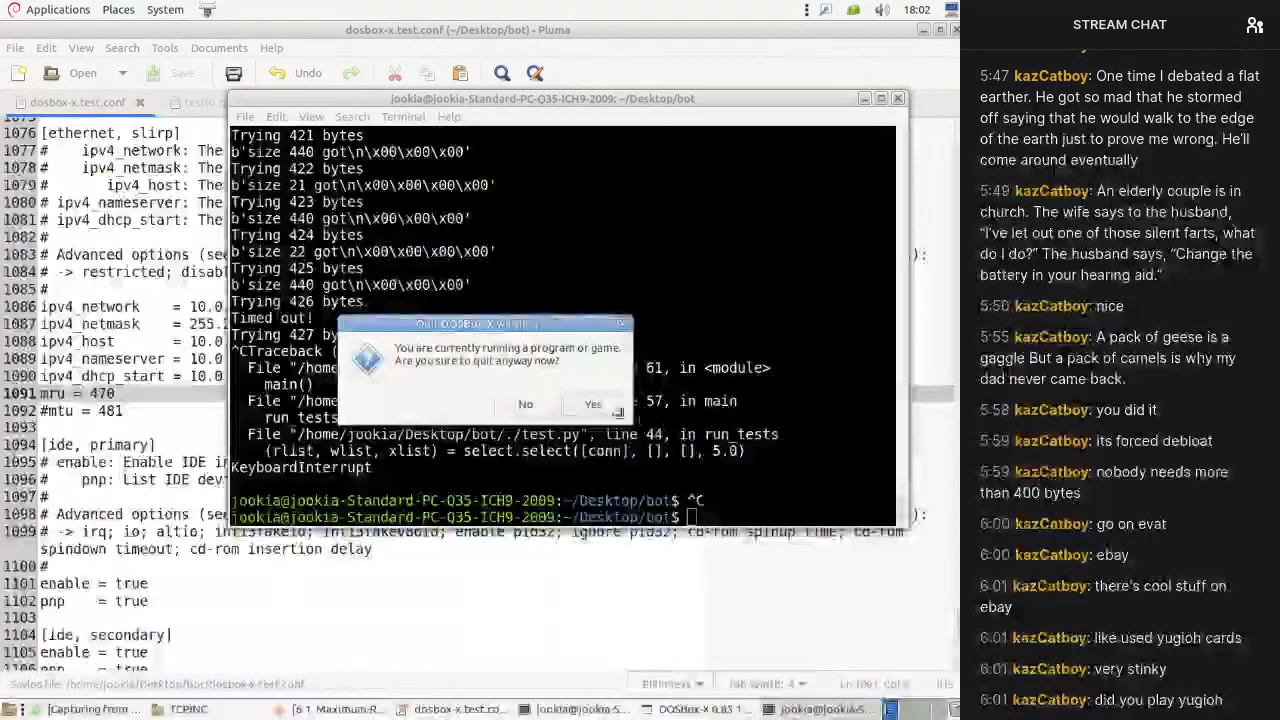 Applications Places System 18:02
dosbox-x.test.conf (~/Desktop/bot) - Pluma
File Edit View Search Tools Documents Help
Open Save Undo
dosbox-x.test.conf
jookia@jookia-Standard-PC-Q35-ICH9-2009: ~/Desktop/bot
File Edit View Search Terminal Help
1076 [ethernet, slirp]
1077 # ipv4_network: The
1078 # ipv4_netmask: The
1079 # ipv4_host: The
1080 # ipv4_nameserver: The
1081 # ipv4_dhcp_start: The
1082 #
1083 # Advanced options (see
1084 # -> restricted; disabl
1085 #
1086 ipv4_network = 10.0.
1087 ipv4_netmask = 255.
1088 ipv4_host = 10.0
1089 ipv4_nameserver = 10.0
1090 ipv4_dhcp_start = 10.0
1091 mru = 470
1092 #mtu = 481
1093
1094 [ide, primary]
1095 # enable: Enable IDE in
1096 # pnp: List IDE dev
1097 #
1098 # Advanced options (see
1099 # -> irq; io; altio; int13fakeio; int13fakev86io; enable pio32; ignore pio32; cd-rom spinup time; cd-rom
spindown timeout; cd-rom insertion delay
1100 #
1101 enable = true
1102 pnp = true
1103
1104 [ide, secondary]
1105 enable = true
1106 pnp = true
Trying 421 bytes
b'size 440 got\n\x00\x00\x00'
Trying 422 bytes
b'size 21 got\n\x00\x00\x00\x00'
Trying 423 bytes
b'size 440 got\n\x00\x00\x00'
Trying 424 bytes
b'size 22 got\n\x00\x00\x00\x00'
Trying 425 bytes
b'size 440 got\n\x00\x00\x00'
Trying 426 bytes
Timed out!
Trying 427 by
^CTraceback (
File "/home 61, in <module>
main()
File "/home 57, in main
run_tests
File "/home/jookia/Desktop/bot/./test.py", line 44, in run_tests
(rlist, wlist, xlist) = select.select([conn], [], [], 5.0)
KeyboardInterrupt
jookia@jookia-Standard-PC-Q35-ICH9-2009:~/Desktop/bot$ ^C
jookia@jookia-Standard-PC-Q35-ICH9-2009:~/Desktop/bot$
You are currently running a program or game.
Are you sure to quit anyway now?
No Yes
[Capturing from... TCPINC [6.1 Maximum-R... dosbox-x.test.co... jookia@jookia-... jookia@jookia-s... DOSBox-X 0.83.1... jookia@jookia-S...
STREAM CHAT
5:47 kazCatboy: One time I debated a flat
earther. He got so mad that he stormed
off saying that he would walk to the edge
of the earth just to prove me wrong. He'll
come around eventually
5:49 kazCatboy: An elderly couple is in
church. The wife says to the husband,
“I've let out one of those silent farts, what
do I do?” The husband says, “Change the
battery in your hearing aid.”
5:50 kazCatboy: nice
5:55 kazCatboy: A pack of geese is a
gaggle But a pack of camels is why my
dad never came back.
5:58 kazCatboy: you did it
5:59 kazCatboy: its forced debloat
5:59 kazCatboy: nobody needs more
than 400 bytes
6:00 kazCatboy: go on evat
6:00 kazCatboy: ebay
6:01 kazCatboy: there's cool stuff on
ebay
6:01 kazCatboy: like used yugioh cards
6:01 kazCatboy: very stinky
6:01 kazCatboy: did you play yugioh